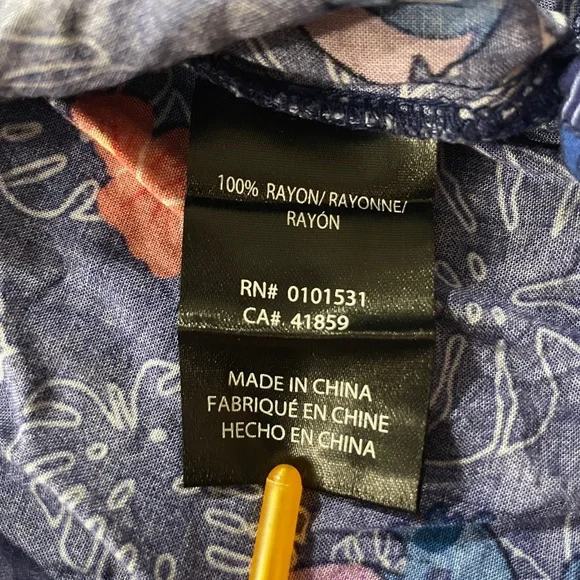 100% RAYON/ RAYONNE/
RAYÓN
RN# 0101531
CA# 41859
MADE IN CHINA
FABRIQUÉ EN CHINE
HECHO EN CHINA